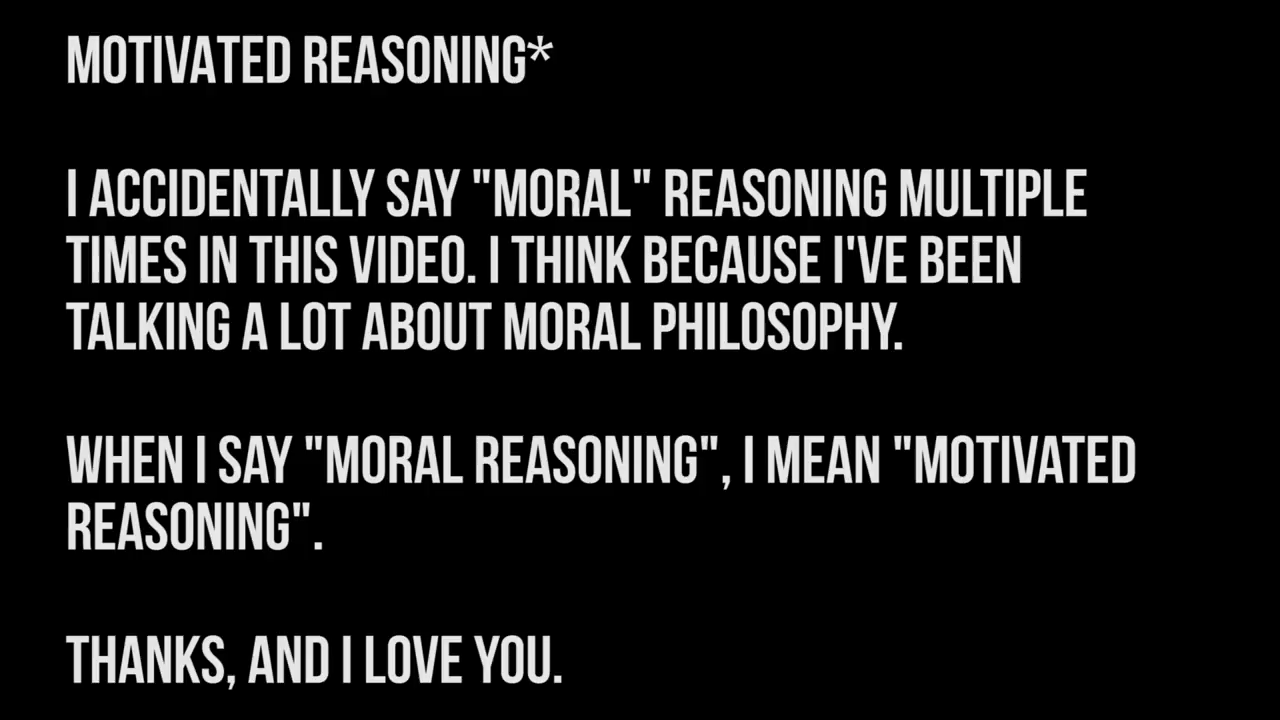 MOTIVATED REASONING*
I ACCIDENTALLY SAY "MORAL" REASONING MULTIPLE
TIMES IN THIS VIDEO. I THINK BECAUSE I'VE BEEN
TALKING A LOT ABOUT MORAL PHILOSOPHY.
WHEN I SAY "MORAL REASONING", I MEAN "MOTIVATED
REASONING".
THANKS, AND I LOVE YOU.